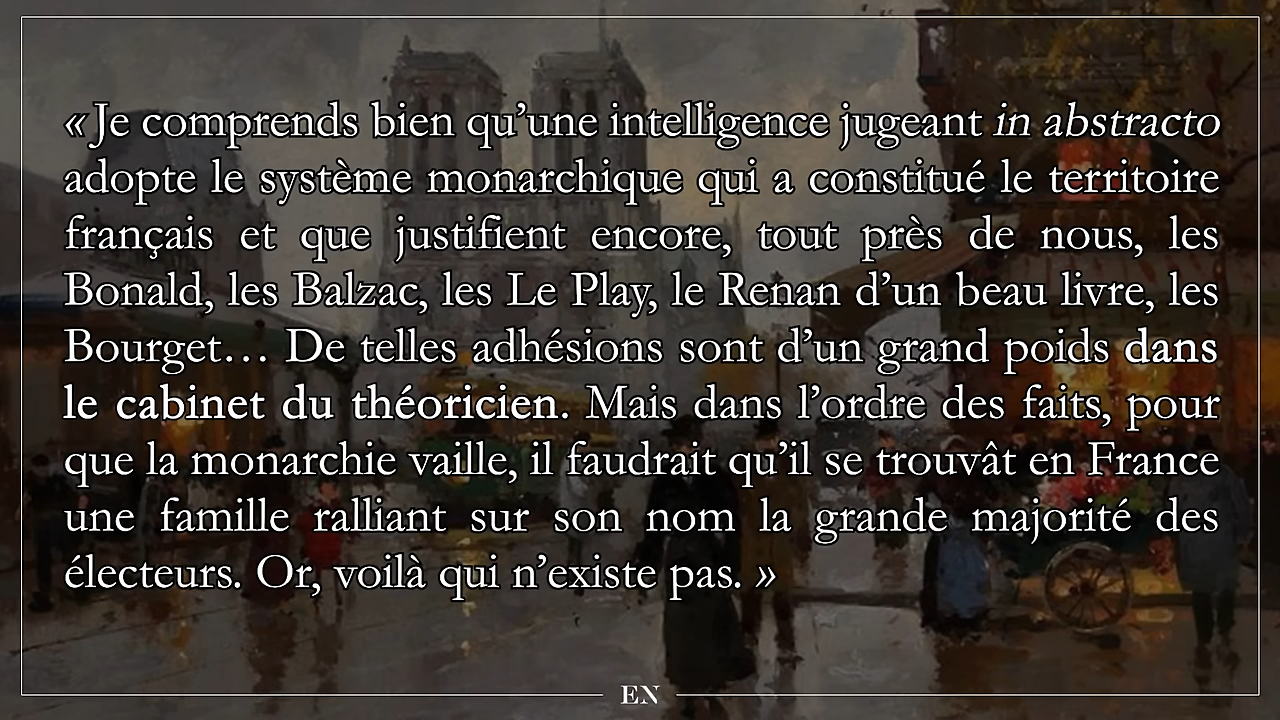 « Je comprends bien qu’une intelligence jugeant in abstracto
adopte le système monarchique qui a constitué le territoire
français et que justifient encore, tout près de nous, les
Bonald, les Balzac, les Le Play, le Renan d’un beau livre, les
Bourget… De telles adhésions sont d’un grand poids dans
le cabinet du théoricien. Mais dans l’ordre des faits, pour
que la monarchie vaille, il faudrait qu’il se trouvât en France
une famille ralliant sur son nom la grande majorité des
électeurs. Or, voilà qui n’existe pas. »
EN